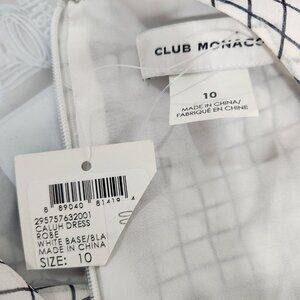 CLUB MONACO
10
MADE IN CHINA/
FABRIQUÉ EN CHINE
8 89040 81419 4
295757632001
CALUH DRESS
ROBE
WHITE BASE/BLA
MADE IN CHINA
SIZE: 10